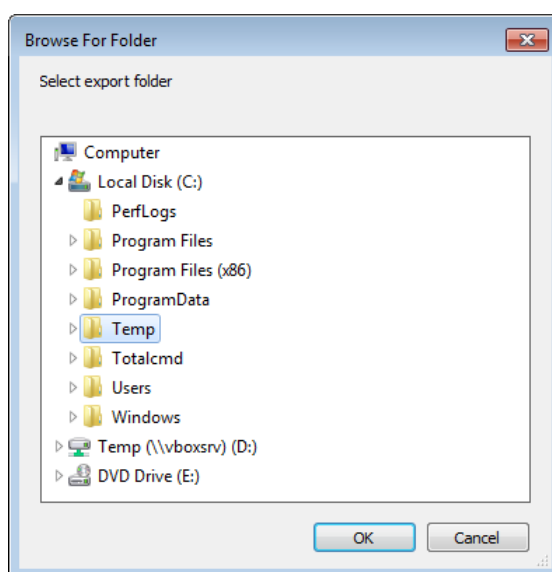 Browse For Folder
Select export folder
Computer
Local Disk (C:)
PerfLogs
Program Files
Program Files (x86)
ProgramData
Temp
Totalcmd
Users
Windows
Temp (\\vboxsrv) (D:)
DVD Drive (E:)
OK Cancel